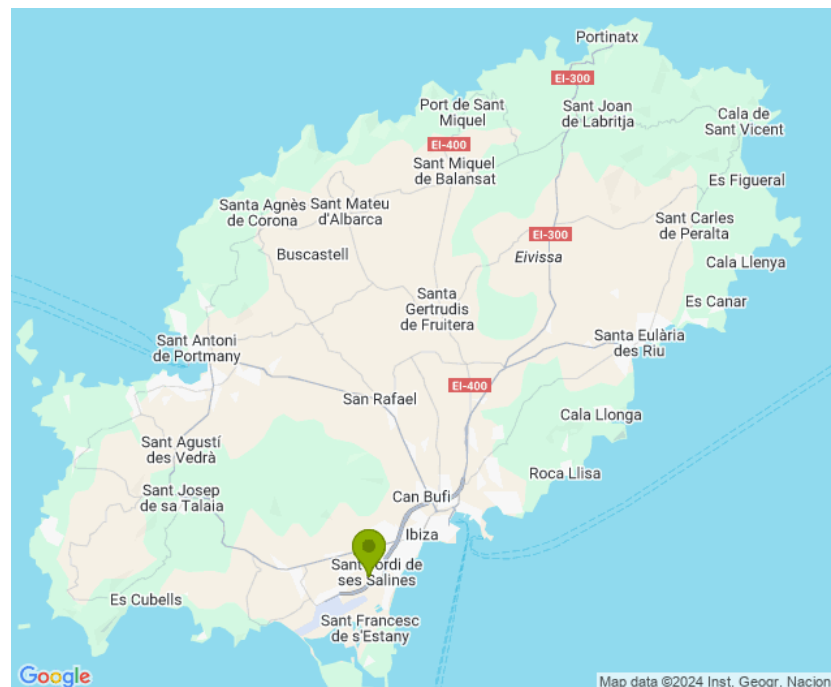 Portinatx
EI-300
Port de Sant
Miquel
Sant Joan
de Labritja
Cala de
Sant Vicent
EI-400
Sant Miquel
de Balansat
Es Figueral
Santa Agnès
de Corona
Sant Mateu
d'Albarca
Sant Carles
de Peralta
EI-300
Buscastell
Eivissa
Cala Llenya
Santa
Gertrudis
de Fruitera
Es Canar
Sant Antoni
de Portmany
Santa Eulària
des Riu
EI-400
San Rafael
Cala Llonga
Sant Agustí
des Vedrà
Roca Llisa
Sant Josep
de sa Talaia
Can Bufi
Ibiza
Sant Jordi de
ses Salines
Es Cubells
Sant Francesc
de s'Estany
Google
Map data ©2024 Inst. Geogr. Nacion